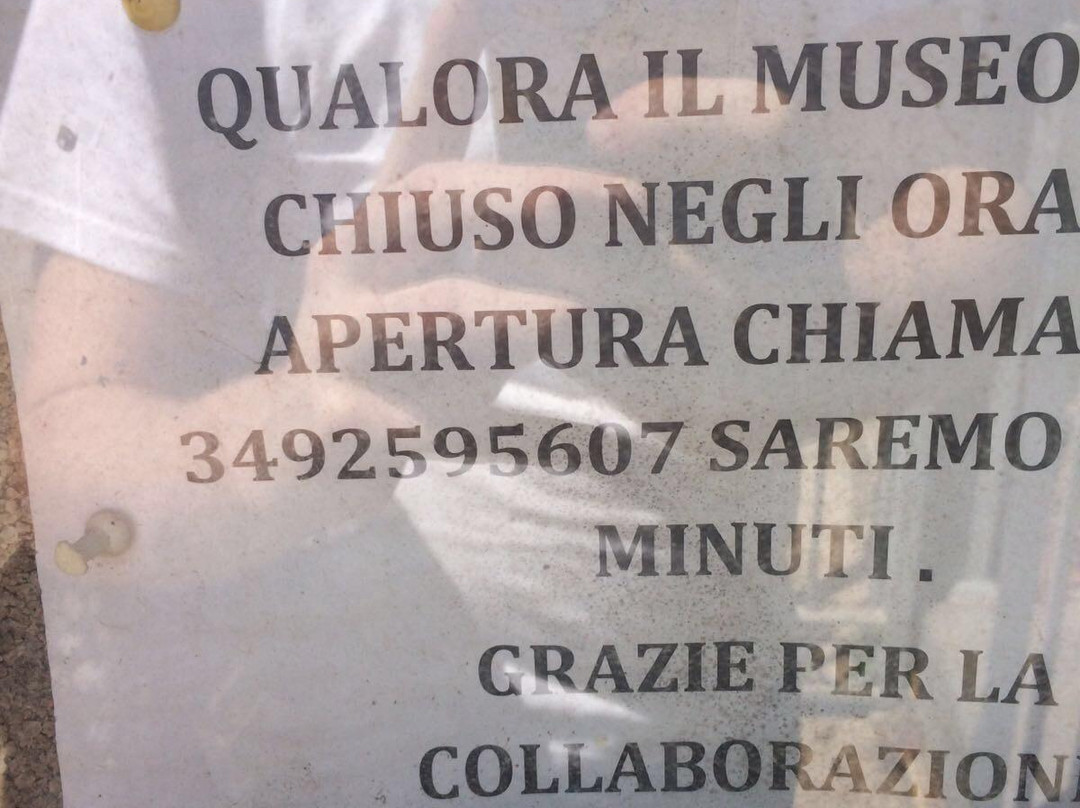 QUALORA IL MUSEO
CHIUSO NEGLI ORA
APERTURA CHIAMA
3492595607 SAREMO
MINUTI .
GRAZIE PER LA
COLLABORAZION